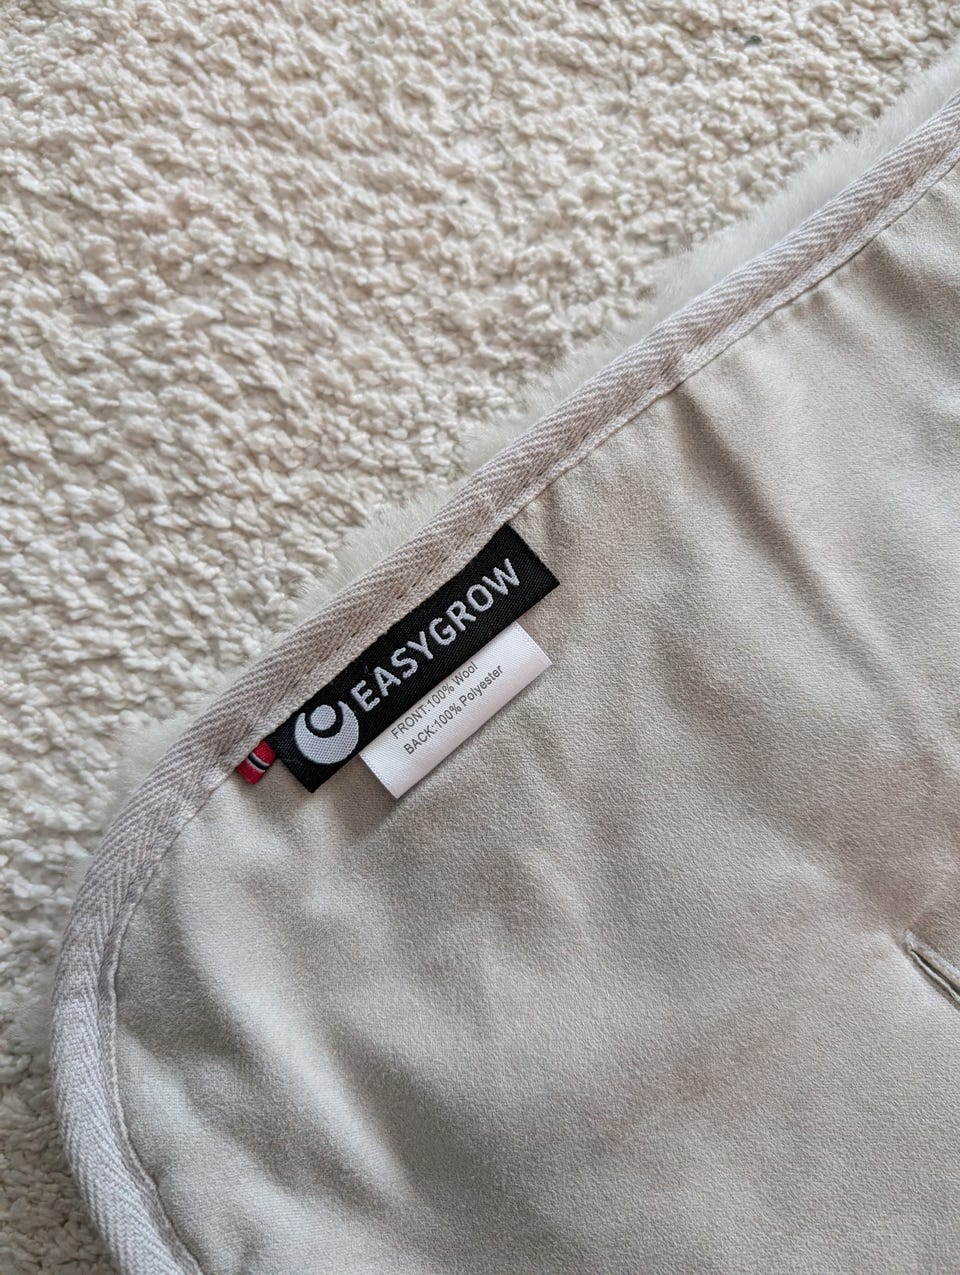 EASYGROW
FRONT:100% Wool
BACK:100% Polyester